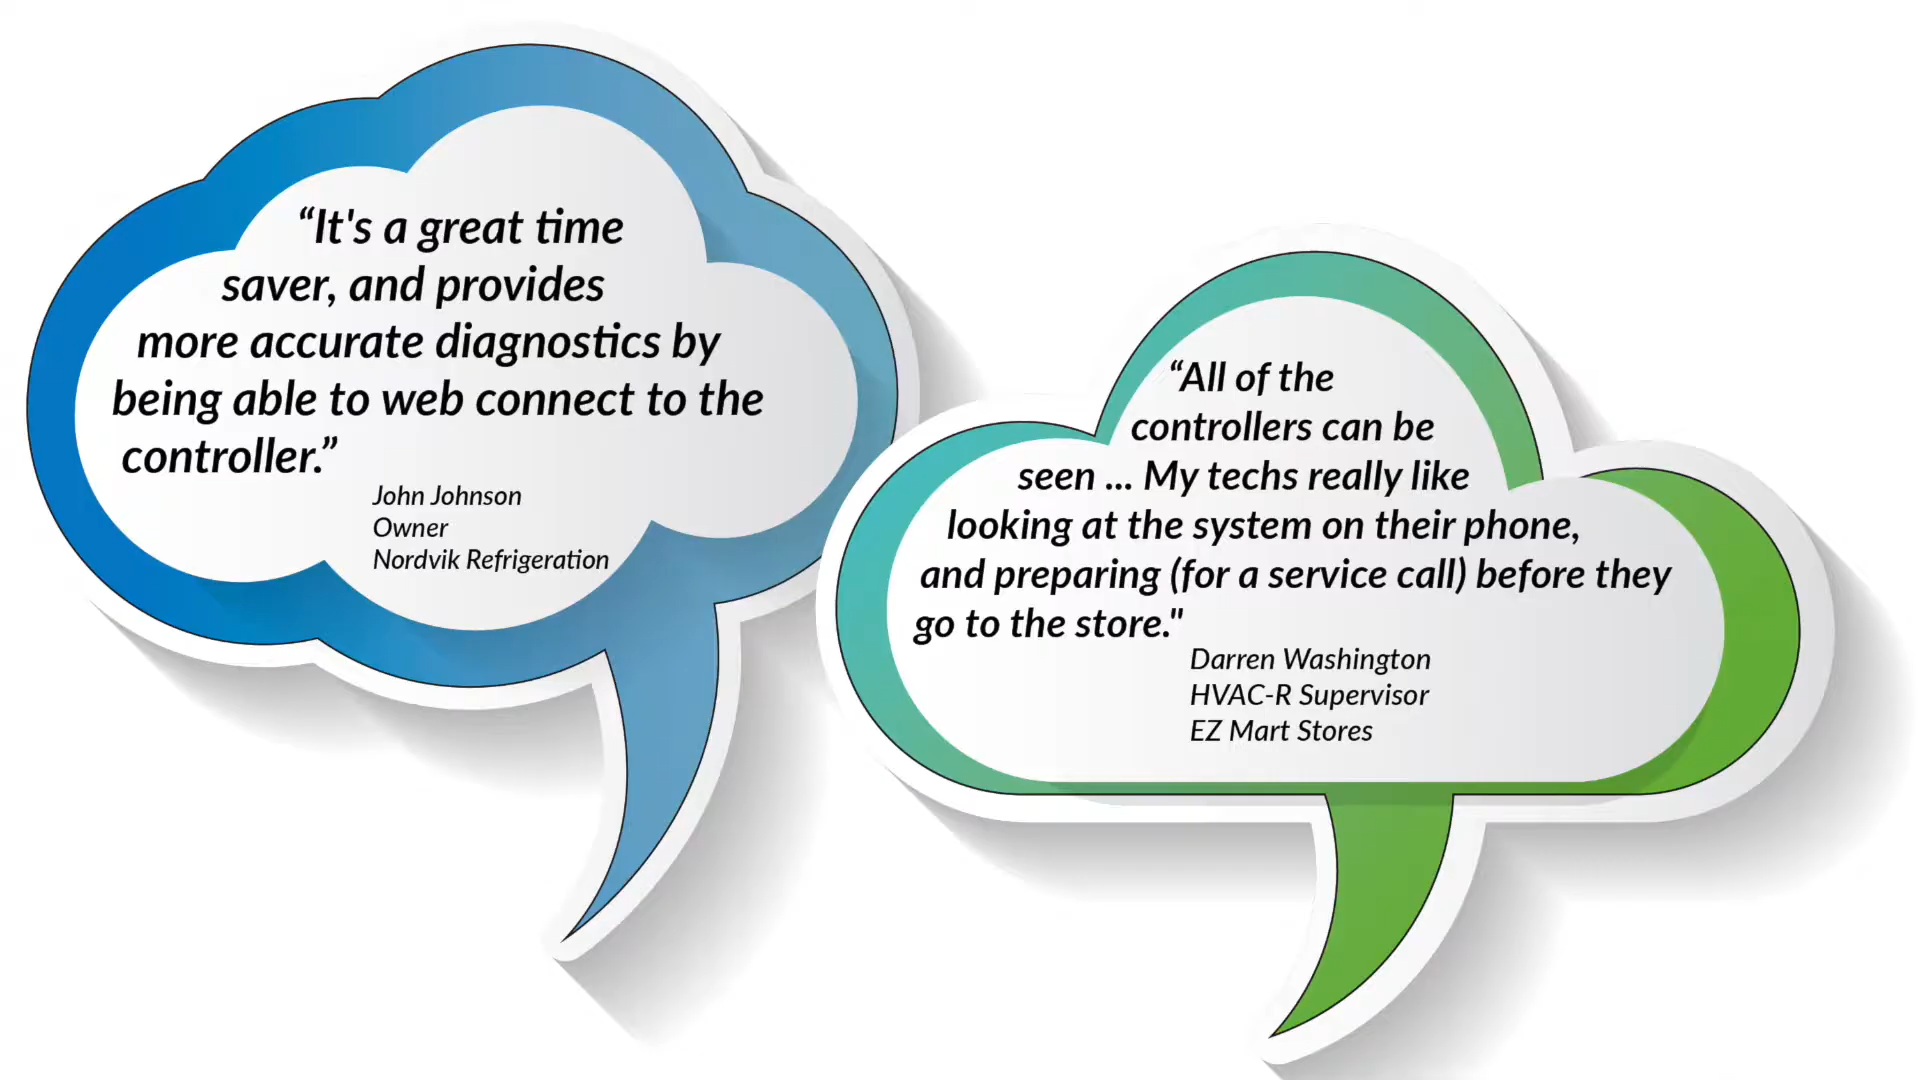 “It's a great time
saver, and provides
more accurate diagnostics by
being able to web connect to the
controller.”
John Johnson
Owner
Nordvik Refrigeration
“All of the
controllers can be
seen ... My techs really like
looking at the system on their phone,
and preparing (for a service call) before they
go to the store."
Darren Washington
HVAC-R Supervisor
EZ Mart Stores